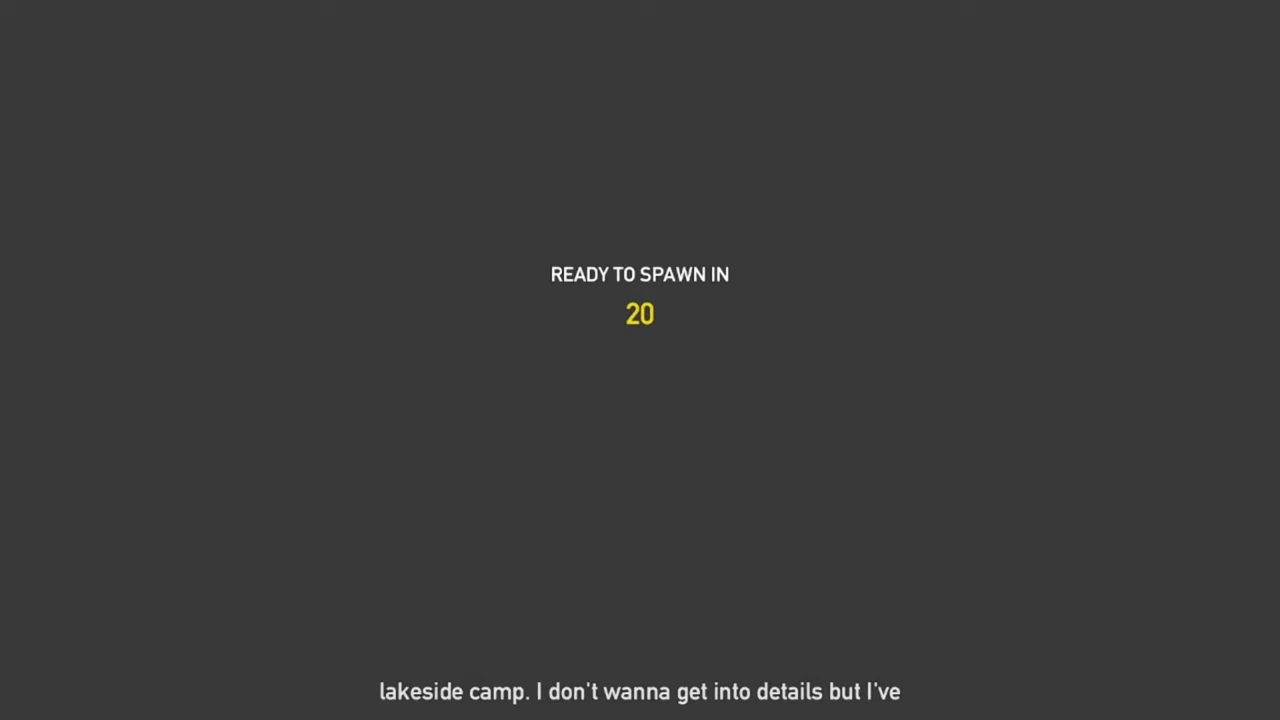 READY TO SPAWN IN
20
lakeside camp. I don't wanna get into details but I've